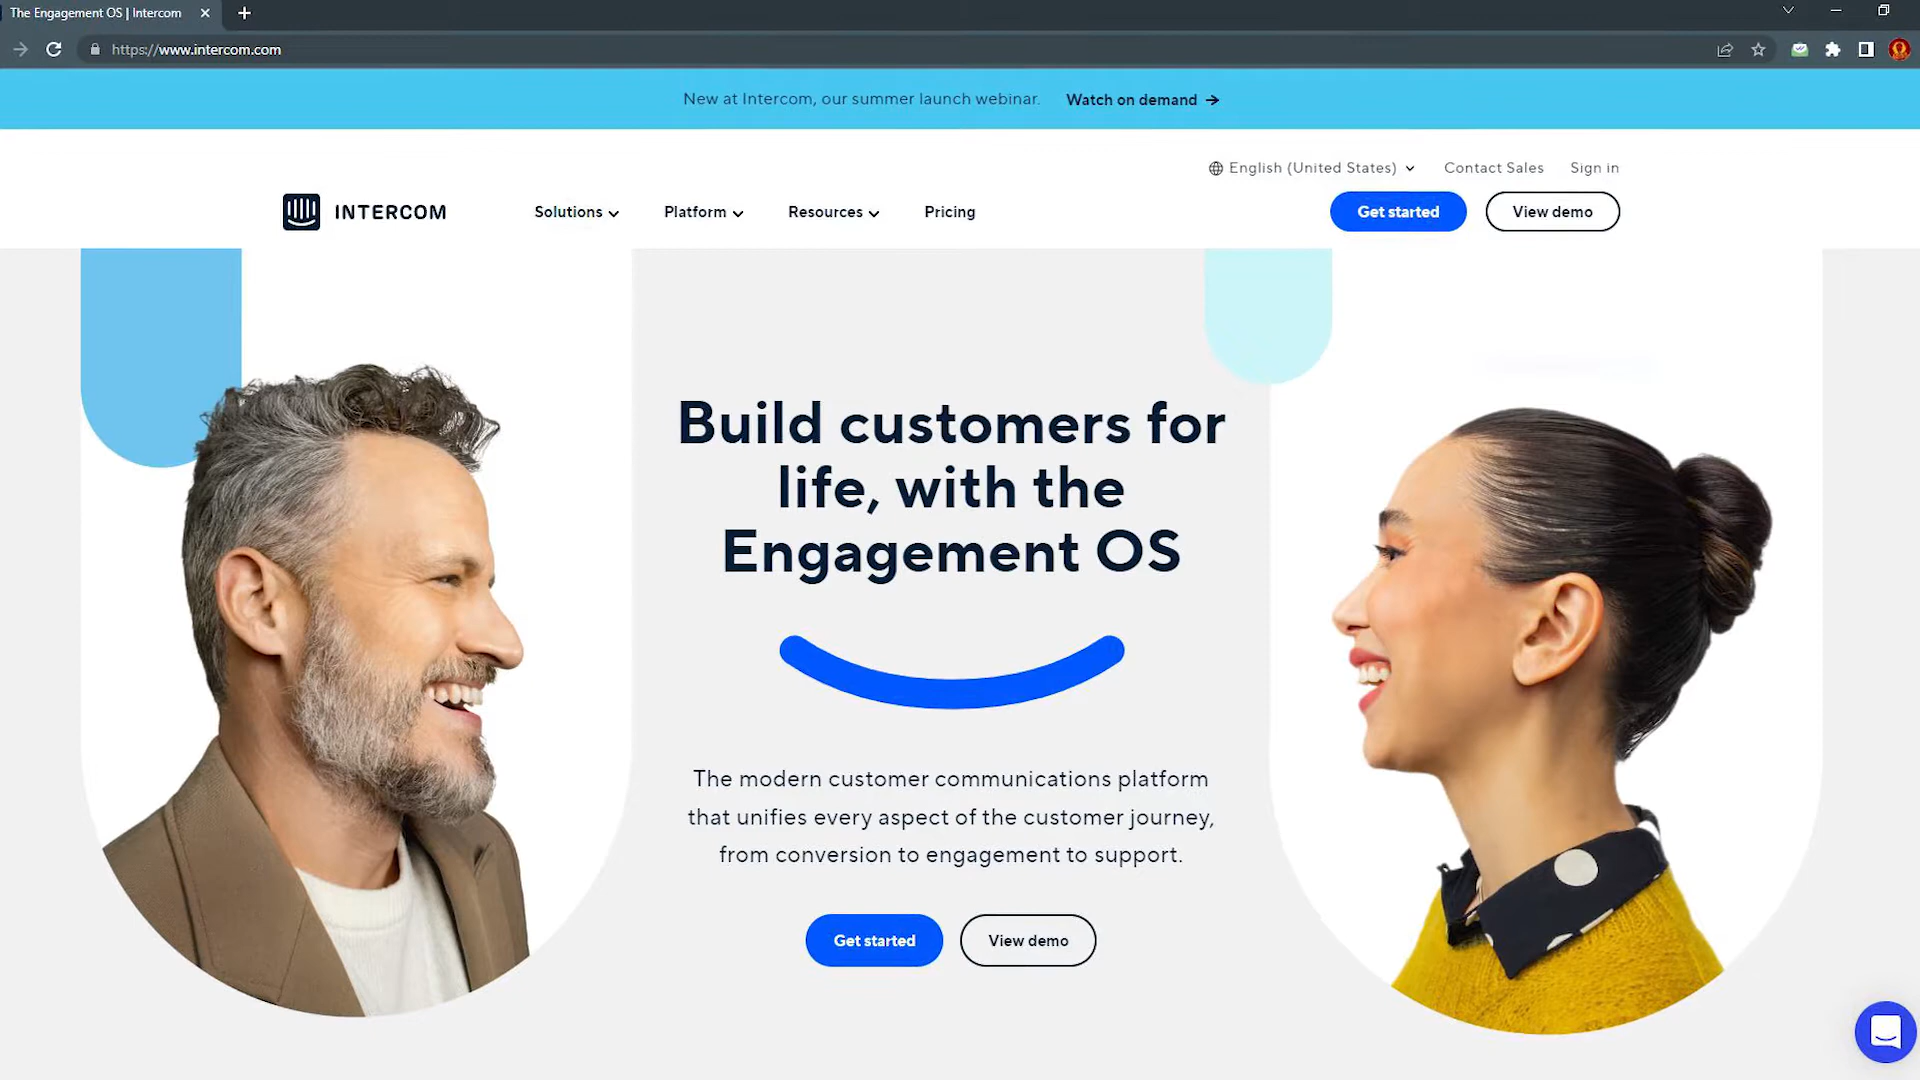 The Engagement OS | Intercom
https://www.intercom.com
New at Intercom, our summer launch webinar. Watch on demand →
English (United States) Contact Sales Sign in
INTERCOM Solutions Platform Resources Pricing Get started View demo
Build customers for
life, with the
Engagement OS
The modern customer communications platform
that unifies every aspect of the customer journey,
from conversion to engagement to support.
Get started View demo